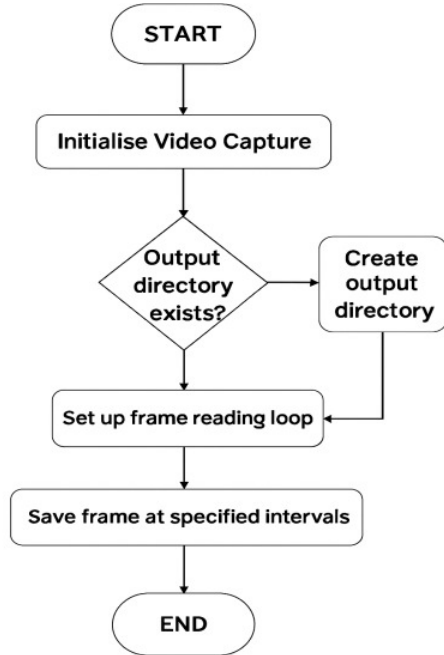 START
Initialise Video Capture
Output
directory
exists?
Create
output
directory
Set up frame reading loop
Save frame at specified intervals
END